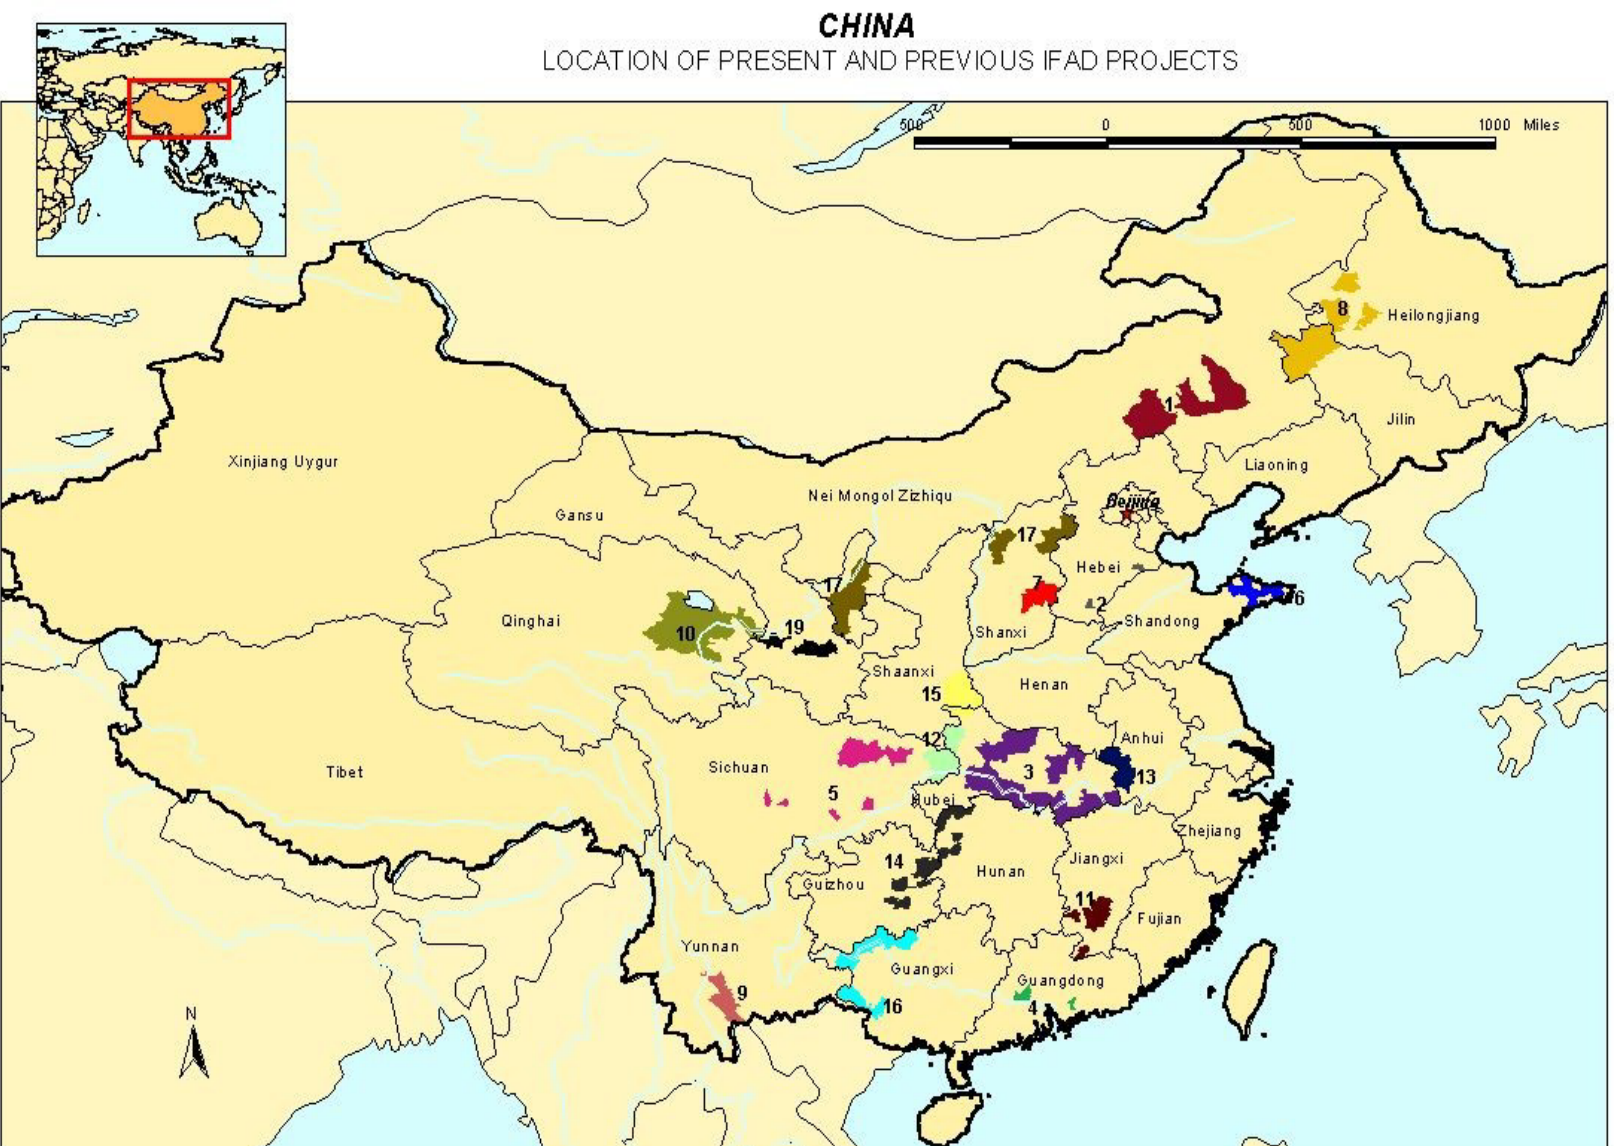 CHINA
LOCATION OF PRESENT AND PREVIOUS IFAD PROJECTS
500 0 500 1000 Miles
8 Heilongjiang
1
Jilin
Xinjiang Uygur
Liaoning
Nei Mongol Zizhiqu
Beijing
Gansu
17
Hebei
7
17
6
2
Qinghai
10
19
Shanxi
Shandong
Shaanxi
15
Henan
12
Anhui
Tibet
Sichuan
3
13
5
Hubei
Zhejiang
14
Jiangxi
Guizhou
Hunan
11
Fujian
Yunnan
Guangxi
Guangdong
9
16
4
N